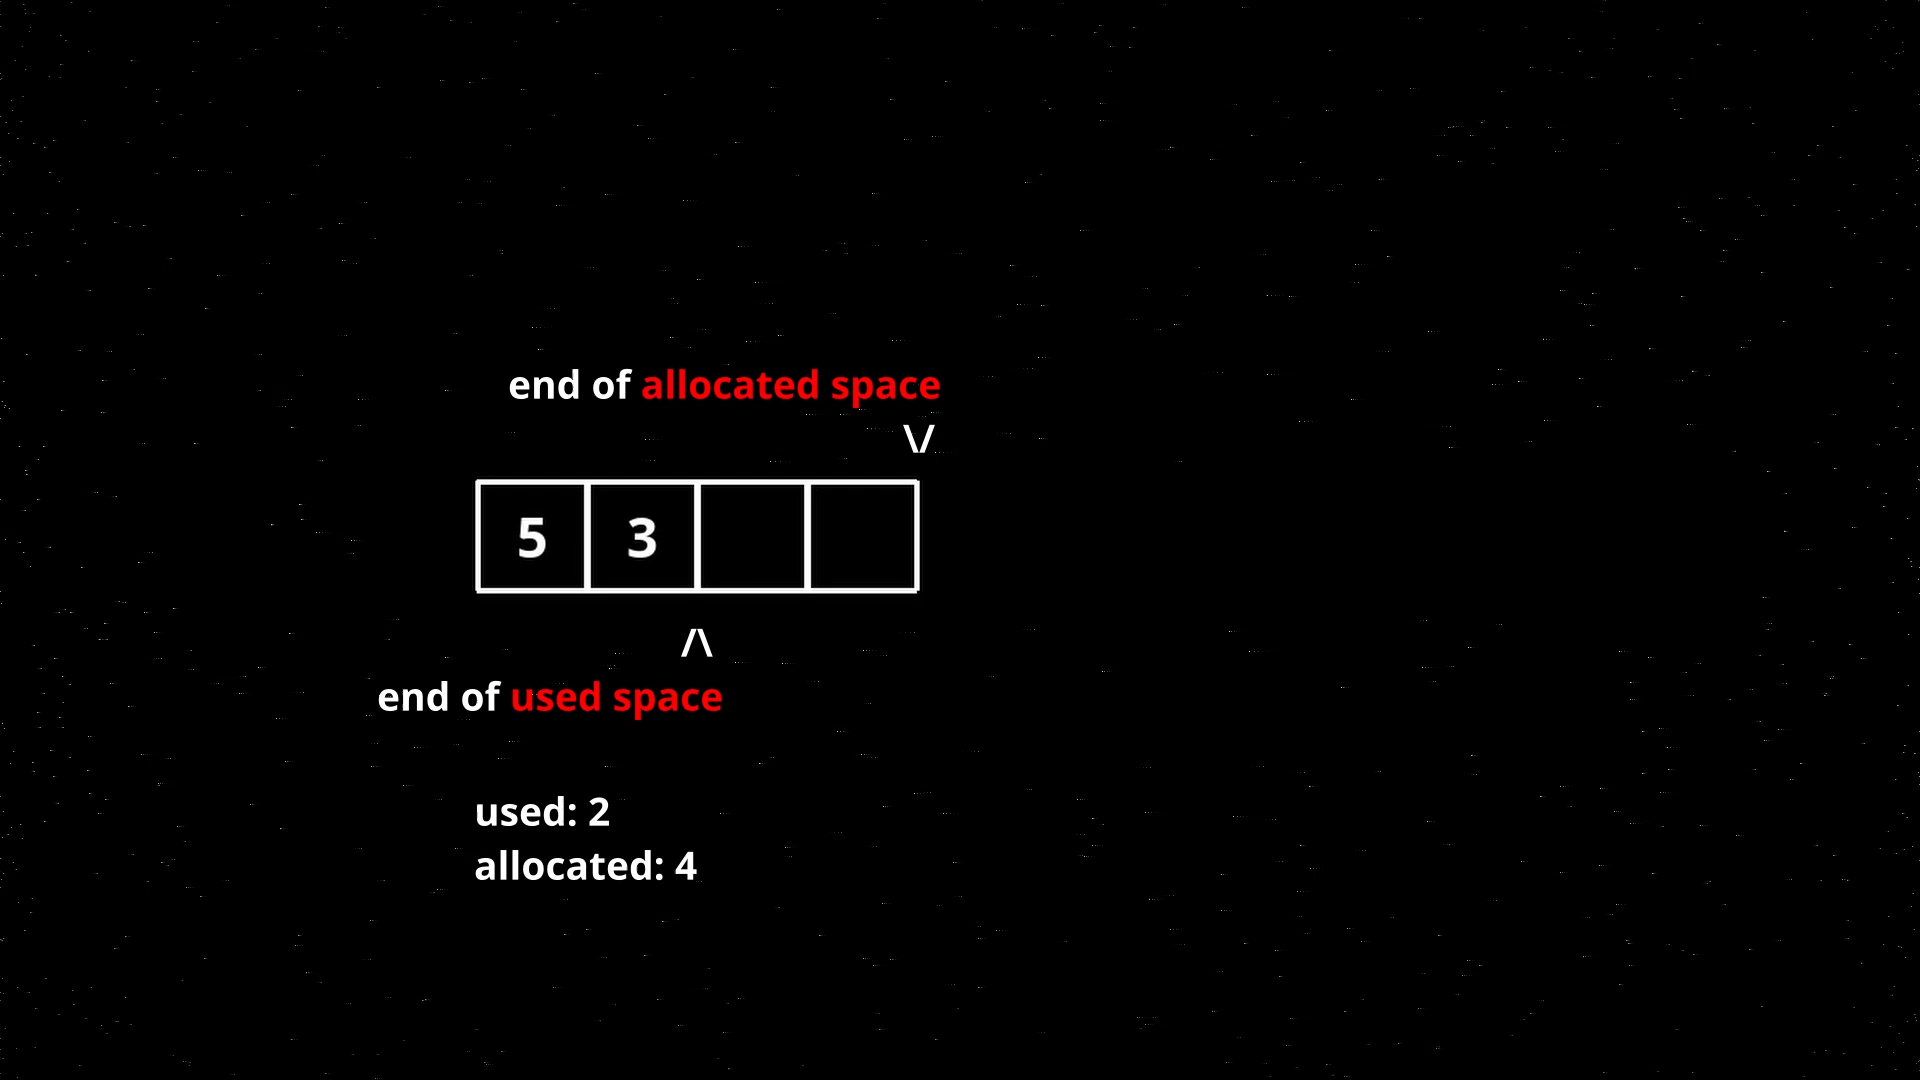 end of allocated space
\/
5 3
/\
end of used space
used: 2
allocated: 4